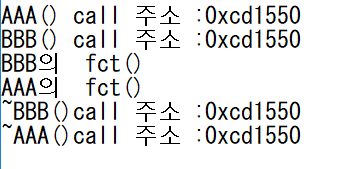 AAA() call 주소 :0xcd1550
BBB() call 주소 :0xcd1550
BBB의  fct()
AAA의  fct()
~BBB()call 주소 :0xcd1550
~AAA()call 주소 :0xcd1550